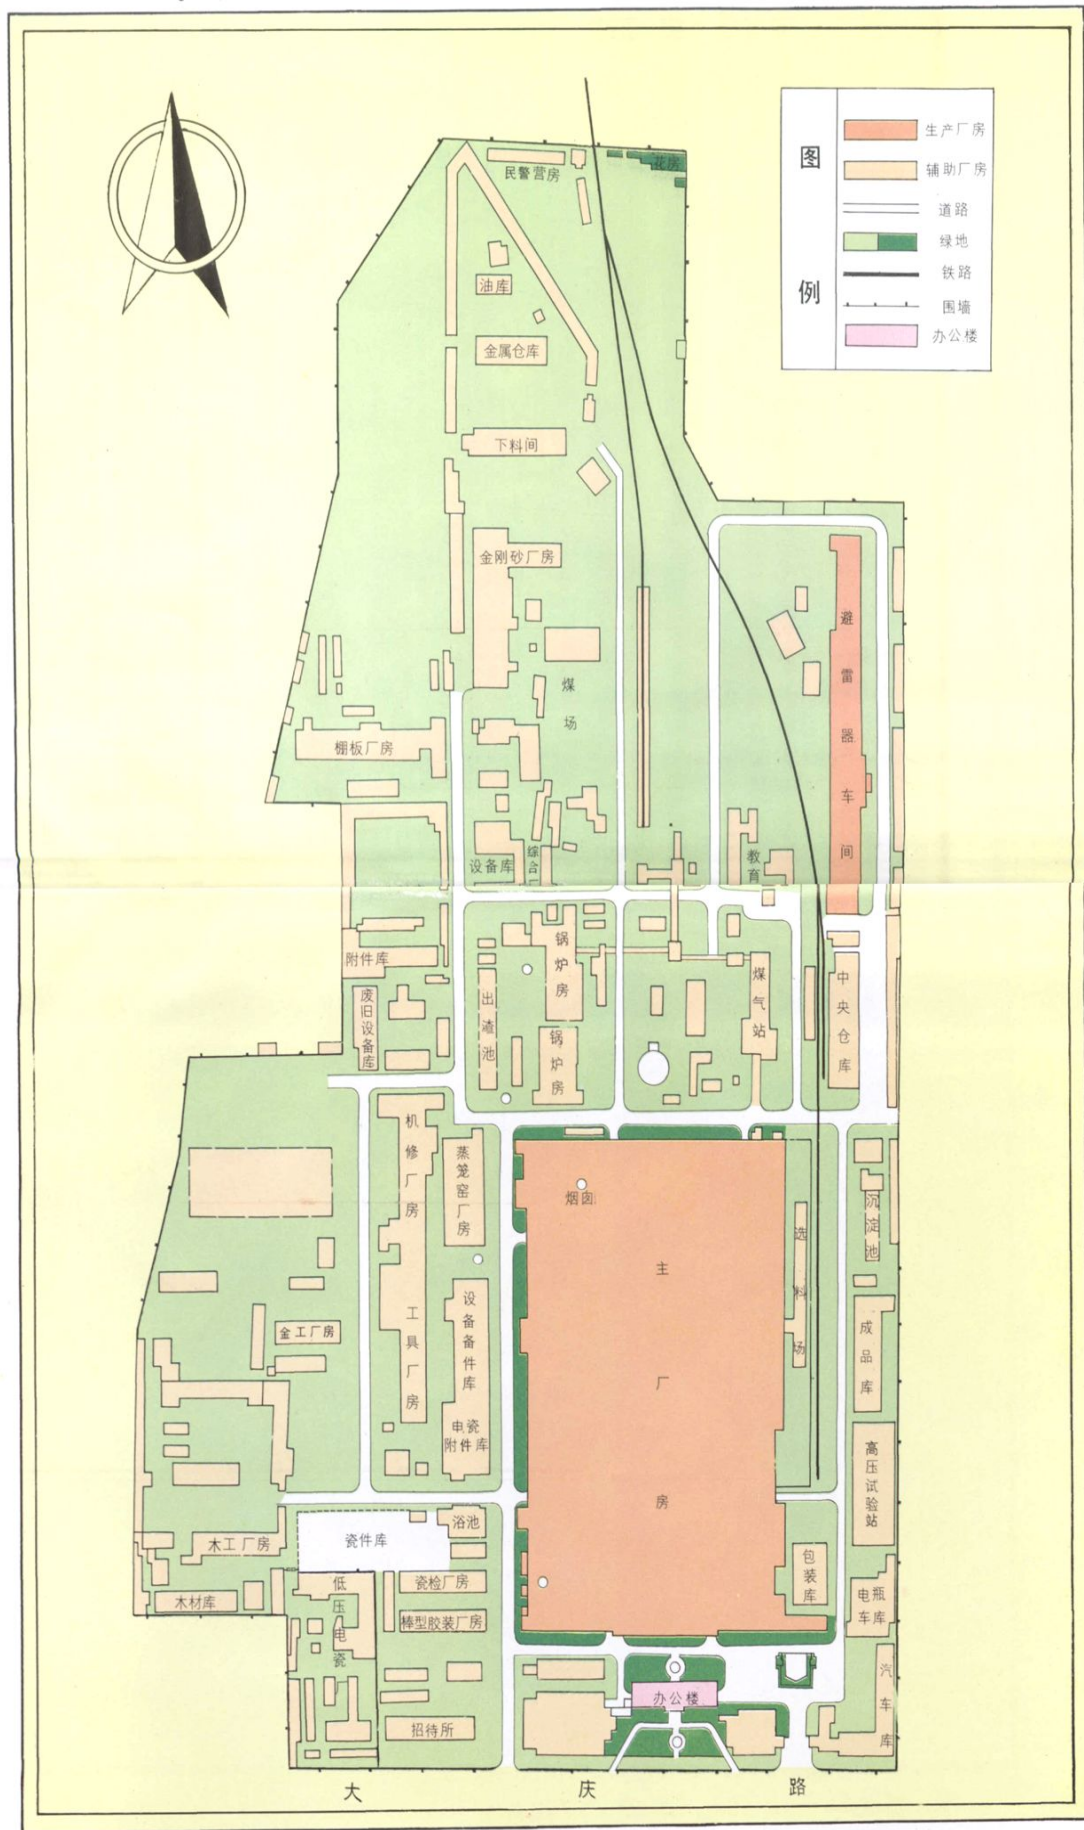 图例
生产厂房
辅助厂房
道路
绿地
铁路
围墙
办公楼
民警营房
花房
油库
金属仓库
下料间
金刚砂厂房
煤场
棚板厂房
避雷器车间
设备库
综合
教育
附件库
废旧设备库
出渣池
锅炉房
锅炉房
煤气站
中央仓库
机修厂房
蒸笼窑厂房
烟囱
主厂房
选料场
沉淀池
金工厂房
工具厂房
设备备件库
电瓷
附件库
成品库
高压试验站
木工厂房
瓷件库
浴池
木材库
低压电瓷
瓷检厂房
棒型胶装厂房
包装库
电瓶
车库
汽车库
招待所
办公楼
大庆路